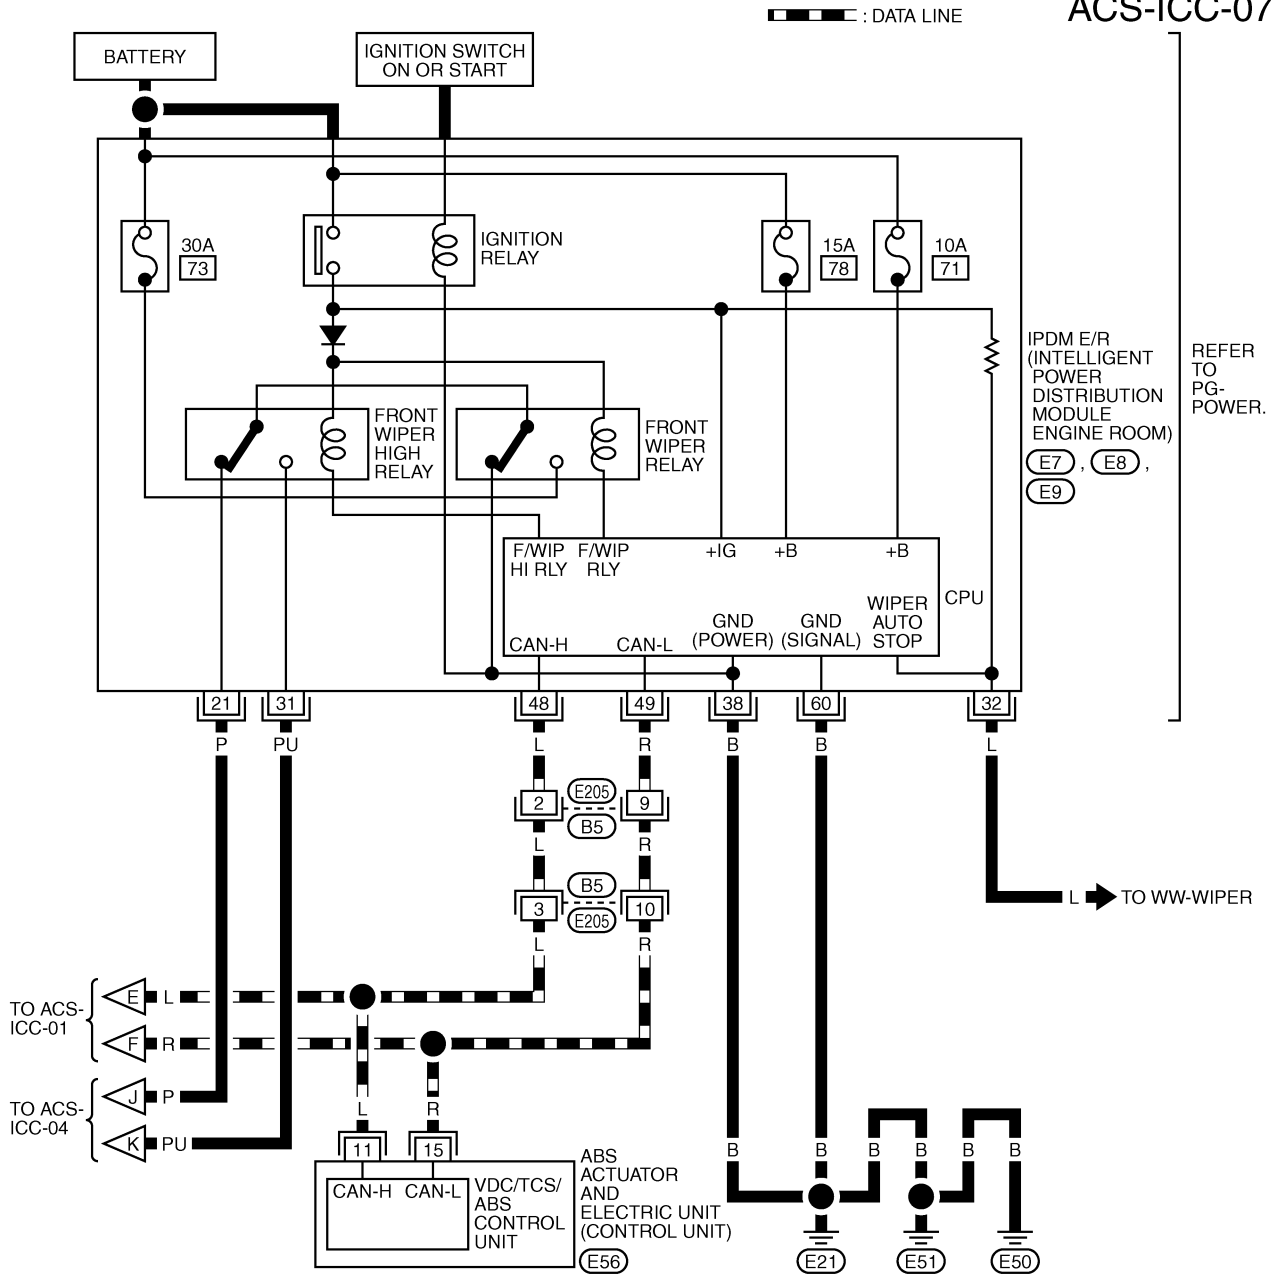 : DATA LINE
ACS-ICC-07
BATTERY
IGNITION SWITCH
ON OR START
30A
73
IGNITION
RELAY
15A
78
10A
71
IPDM E/R
(INTELLIGENT
POWER
DISTRIBUTION
MODULE
ENGINE ROOM)
E7 , E8 ,
E9
REFER
TO
PG-
POWER.
FRONT
WIPER
HIGH
RELAY
FRONT
WIPER
RELAY
F/WIP
HI RLY
F/WIP
RLY
+IG
+B
+B
CPU
CAN-H
CAN-L
GND
(POWER)
GND
(SIGNAL)
WIPER
AUTO
STOP
21
31
48
49
38
60
32
P
PU
L
R
B
B
L
2
E205
B5
9
L
R
3
B5
E205
10
L
R
L
TO WW-WIPER
TO ACS-
ICC-01
E
L
F
R
TO ACS-
ICC-04
J
P
K
PU
L
R
11
15
CAN-H
CAN-L
VDC/TCS/
ABS
CONTROL
UNIT
ABS
ACTUATOR
AND
ELECTRIC UNIT
(CONTROL UNIT)
E56
B
B
B
B
B
B
E21
E51
E50